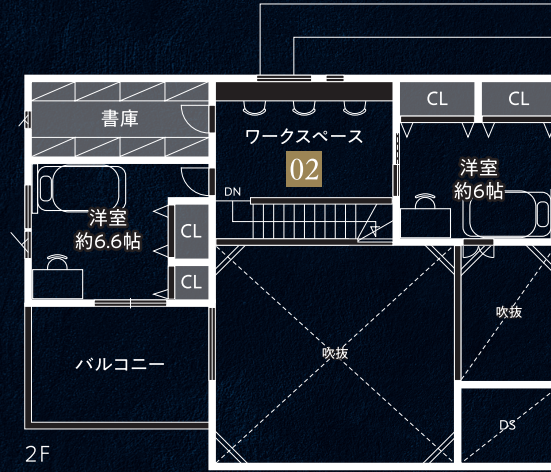 CL
CL
書庫
ワークスペース
02
洋室
約6帖
DN
洋室
約6.6帖
CL
CL
吹抜
吹抜
バルコニー
DS
2F